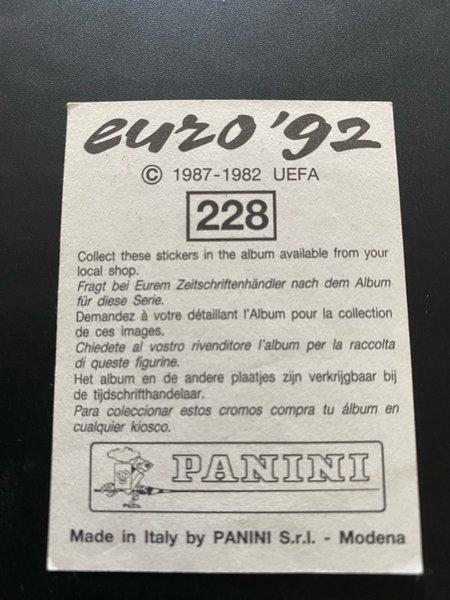 euro '92
© 1987-1982 UEFA
228
Collect these stickers in the album available from your
local shop.
Fragt bei Eurem Zeitschriftenhändler nach dem Album
für diese Serie.
Demandez à votre détaillant l'Album pour la collection
de ces images.
Chiedete al vostro rivenditore l'album per la raccolta
di queste figurine.
Het album en de andere plaatjes zijn verkrijgbaar bij
de tijdschrifthandelaar.
Para coleccionar estos cromos compra tu álbum en
cualquier kiosco.
PANINI
Made in Italy by PANINI S.r.l. - Modena